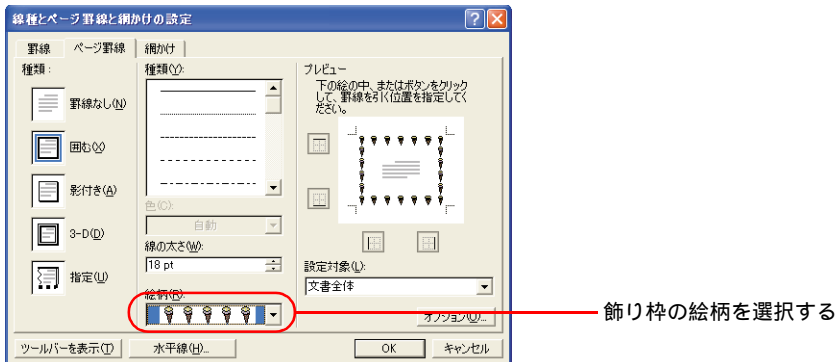 線種とページ罫線と網かけの設定
罫線 ページ罫線 網かけ
種類:
罫線なし(N)
囲む(X)
影付き(A)
3-D(D)
指定(U)
種類(Y):
色(C):
自動
線の太さ(W):
18 pt
絵柄(R):
プレビュー
下の絵の中、またはボタンをクリック
して、罫線を引く位置を指定してく
ださい。
設定対象(L):
文書全体
オプション(O)...
飾り枠の絵柄を選択する
ツールバーを表示(T) 水平線(H)... OK キャンセル